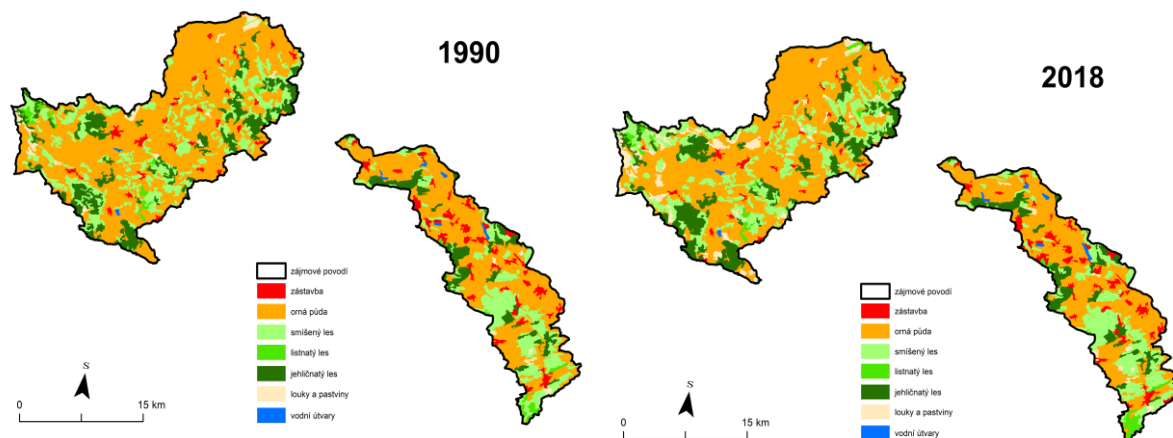 1990
zájmové povodí
zástavba
orná půda
smíšený les
listnatý les
jehličnatý les
louky a pastviny
vodní útvary
S
0 15 km
2018
zájmové povodí
zástavba
orná půda
smíšený les
listnatý les
jehličnatý les
louky a pastviny
vodní útvary
S
0 15 km